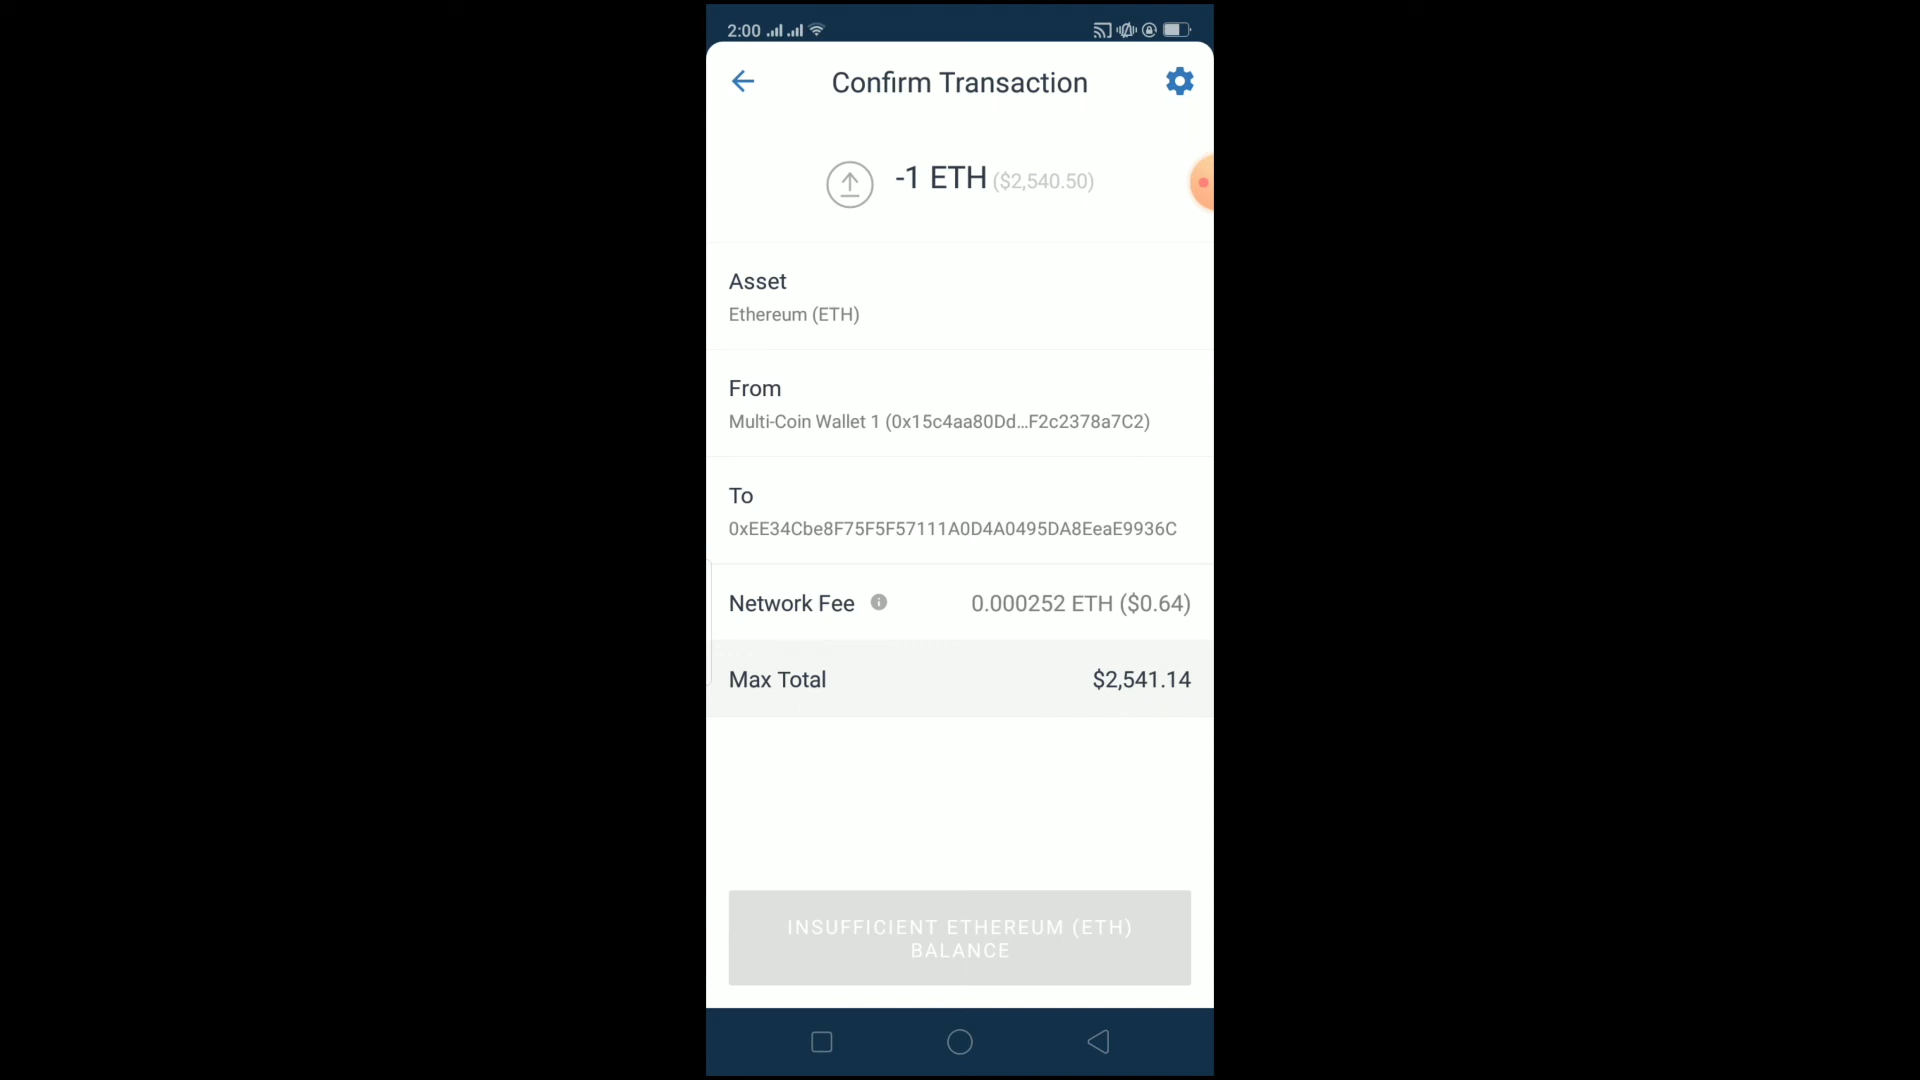 2:00
Confirm Transaction
-1 ETH ($2,540.50)
Asset
Ethereum (ETH)
From
Multi-Coin Wallet 1 (0x15c4aa80Dd...F2c2378a7C2)
To
0xEE34Cbe8F75F5F57111A0D4A0495DA8EeaE9936C
Network Fee 0.000252 ETH ($0.64)
Max Total $2,541.14
INSUFFICIENT ETHEREUM (ETH)
BALANCE